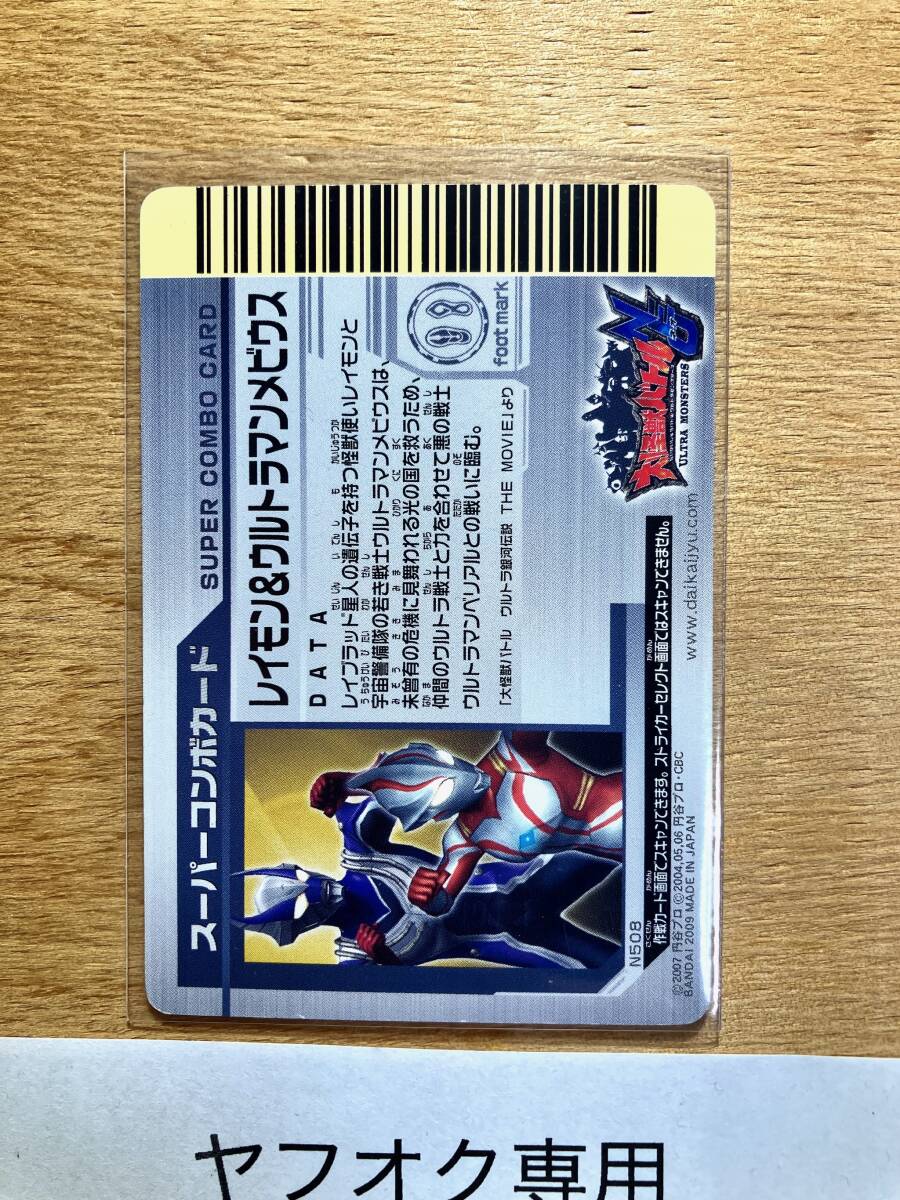 スーパーコンボカード
SUPER COMBO CARD
レイモン&ウルトラマンメビウス
DATA
レイブラッド星人の遺伝子を持つ怪獣使いレイモンと
宇宙警備隊の若き戦士ウルトラマンメビウスは、
未曾有の危機に見舞われる光の国を救うため、
仲間のウルトラ戦士と力を合わせて悪の戦士
ウルトラマンベリアルとの戦いに臨む。
「大怪獣バトル ウルトラ銀河伝説 THE MOVIE」より
foot mark
N508
作戦カード画面でスキャンできます。ストライカーセレクト画面ではスキャンできません。
©2007 円谷プロ ©2004,05,06 円谷プロ・CBC
BANDAI 2009 MADE IN JAPAN
www.daikaijyu.com
大怪獣バトル
NEO
ULTRA MONSTERS
ヤフオク専用